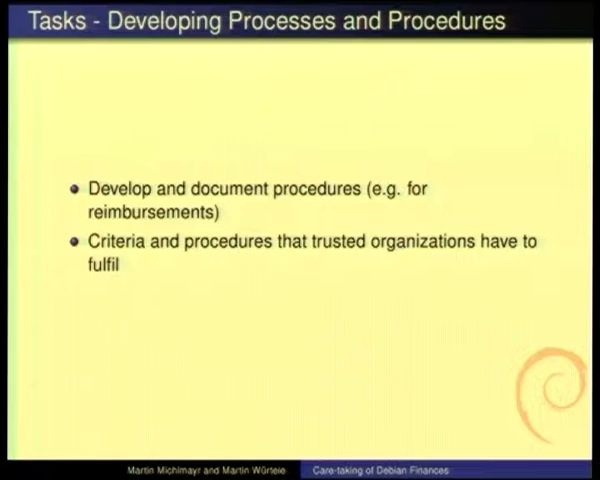 Tasks - Developing Processes and Procedures
Develop and document procedures (e.g. for
reimbursements)
Criteria and procedures that trusted organizations have to
fulfil
Martin Michlmayr and Martin Würtele
Care-taking of Debian Finances